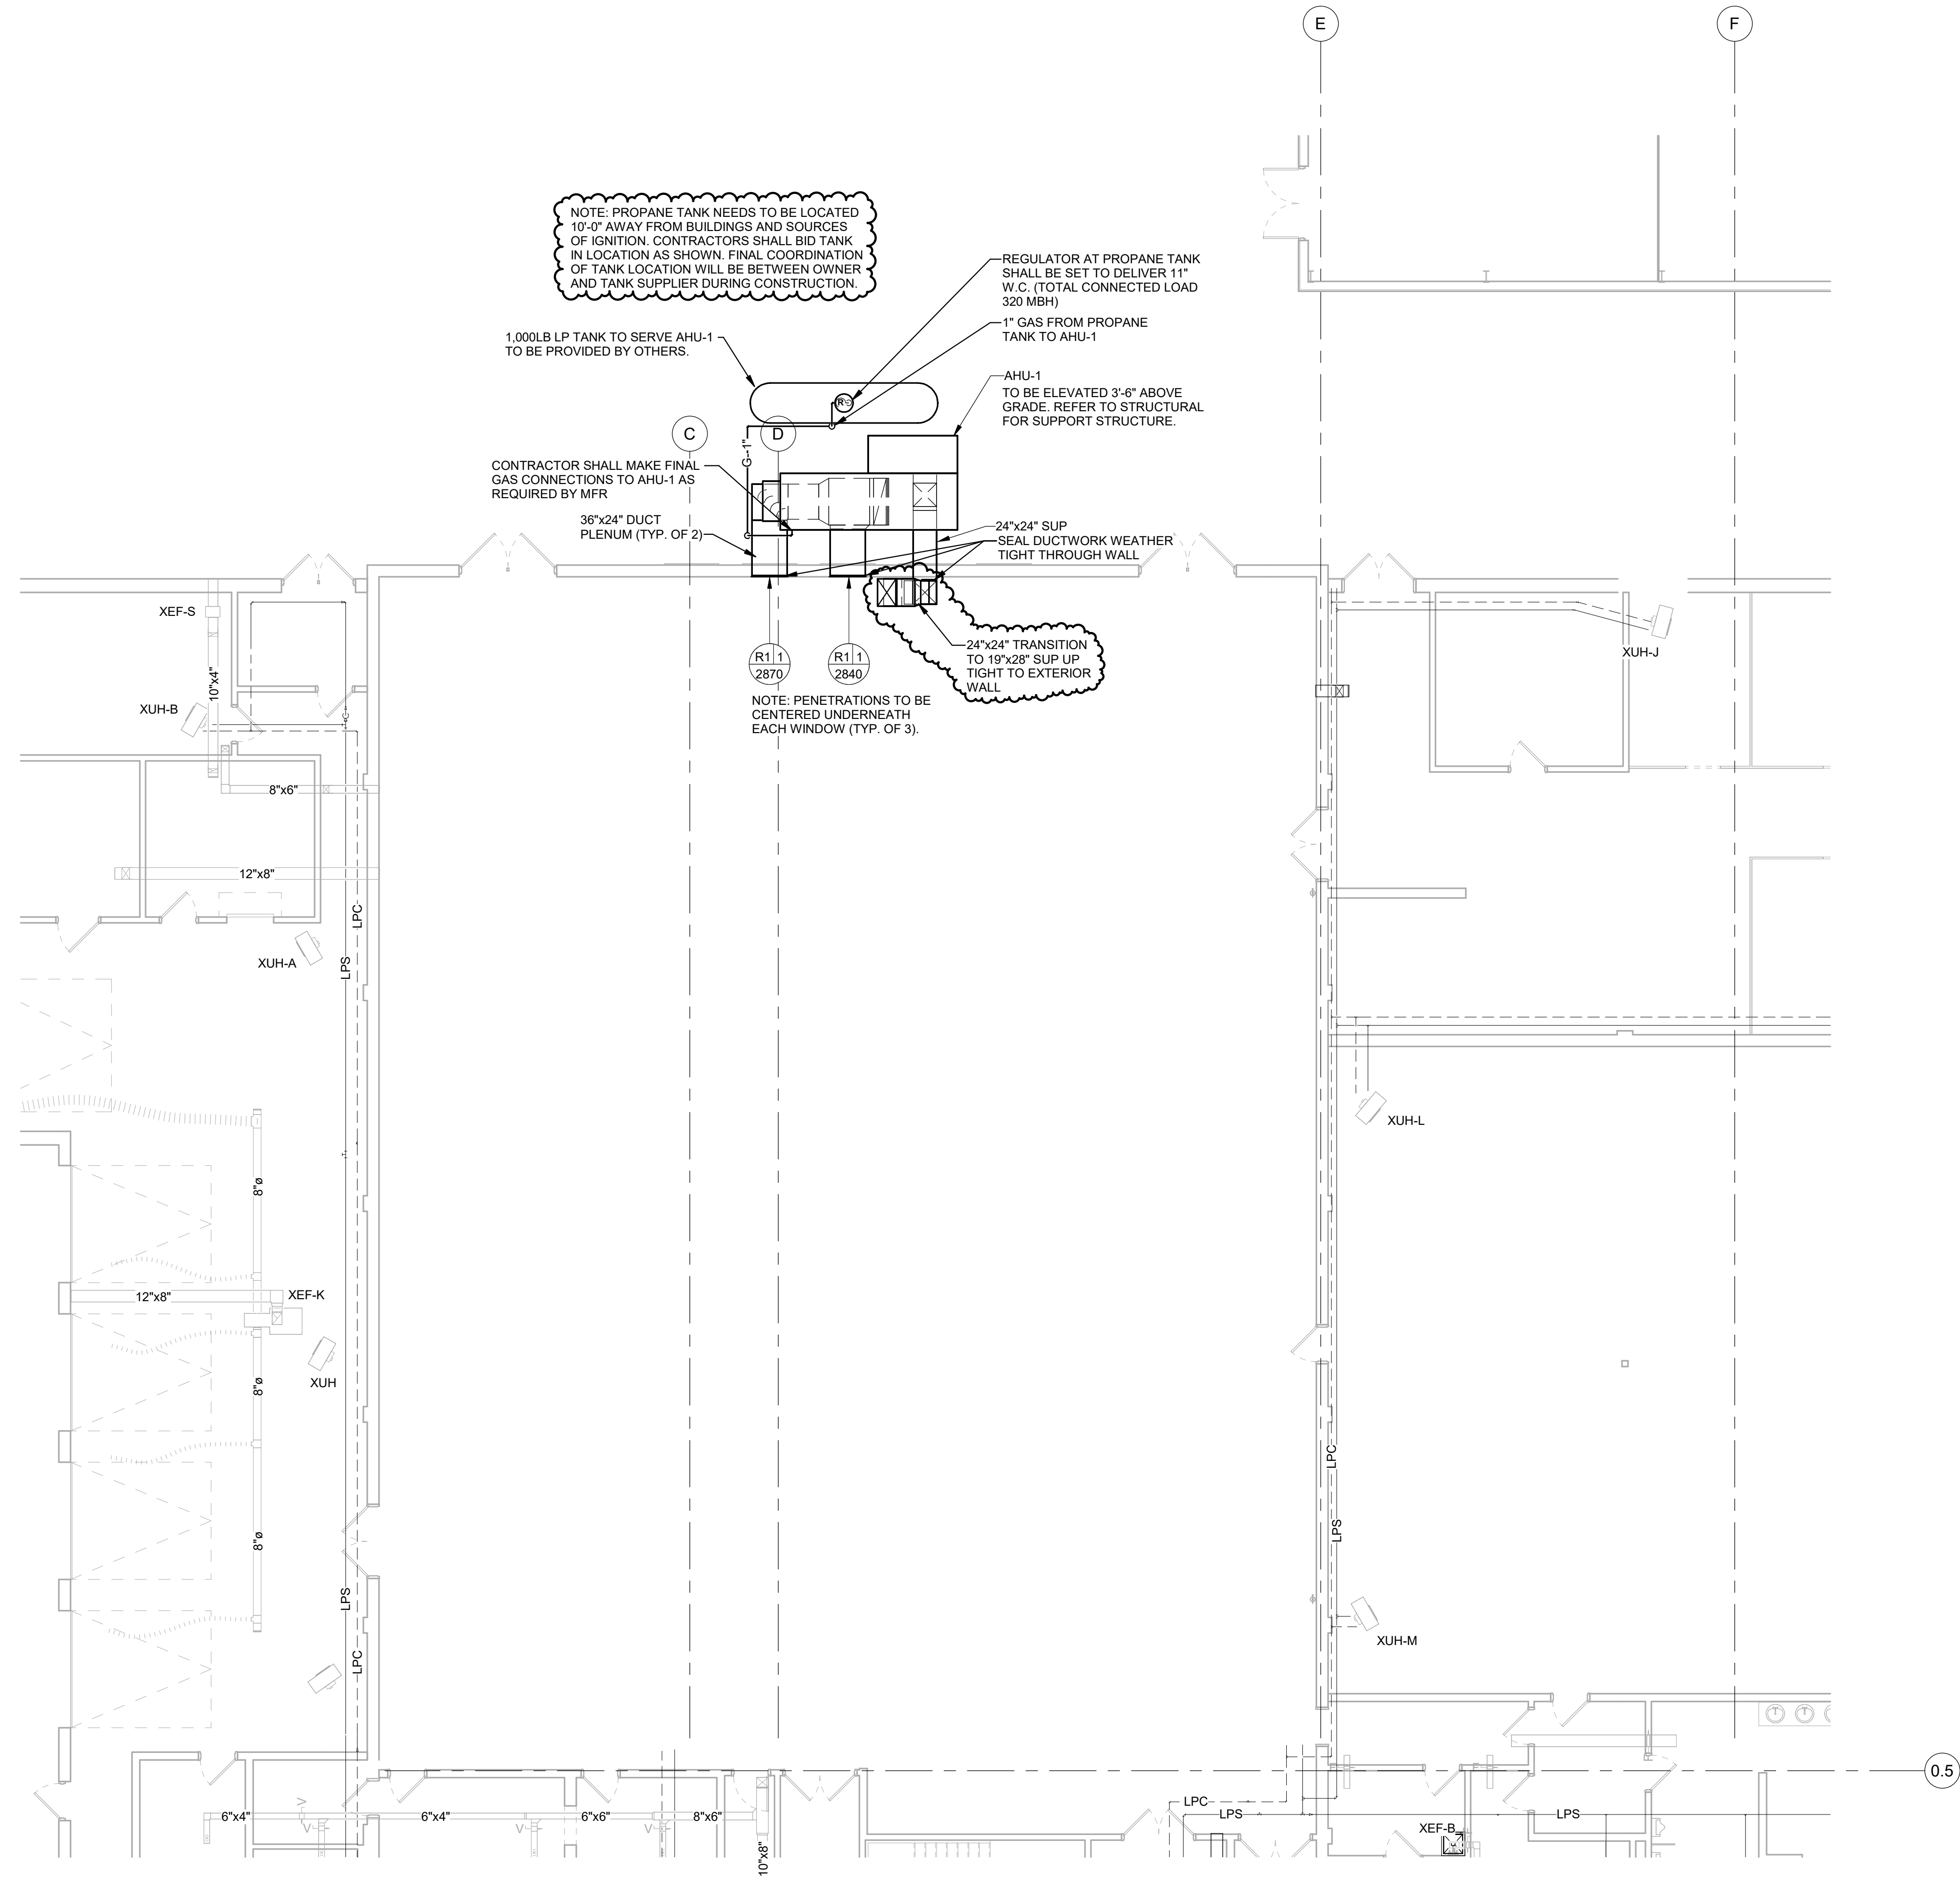 E
F
NOTE: PROPANE TANK NEEDS TO BE LOCATED
10'-0" AWAY FROM BUILDINGS AND SOURCES
OF IGNITION. CONTRACTORS SHALL BID TANK
IN LOCATION AS SHOWN. FINAL COORDINATION
OF TANK LOCATION WILL BE BETWEEN OWNER
AND TANK SUPPLIER DURING CONSTRUCTION.
REGULATOR AT PROPANE TANK
SHALL BE SET TO DELIVER 11"
W.C. (TOTAL CONNECTED LOAD
320 MBH)
1" GAS FROM PROPANE
TANK TO AHU-1
1,000LB LP TANK TO SERVE AHU-1
TO BE PROVIDED BY OTHERS.
AHU-1
TO BE ELEVATED 3'-6" ABOVE
GRADE. REFER TO STRUCTURAL
FOR SUPPORT STRUCTURE.
R
C
D
G--1"
CONTRACTOR SHALL MAKE FINAL
GAS CONNECTIONS TO AHU-1 AS
REQUIRED BY MFR
36"x24" DUCT
PLENUM (TYP. OF 2)
24"x24" SUP
SEAL DUCTWORK WEATHER
TIGHT THROUGH WALL
24"x24" TRANSITION
TO 19"x28" SUP UP
TIGHT TO EXTERIOR
WALL
R1 1
2870
R1 1
2840
NOTE: PENETRATIONS TO BE
CENTERED UNDERNEATH
EACH WINDOW (TYP. OF 3).
XEF-S
10"x4"
XUH-B
XUH-J
8"x6"
12"x8"
LPC
LPS
XUH-A
XUH-L
8"ø
12"x8"
XEF-K
XUH
8"ø
8"ø
LPS
LPC
LPC
LPS
XUH-M
0.5
6"x4"
6"x4"
6"x6"
8"x6"
10"x8"
V
V
V
V
LPC
LPS
LPS
XEF-B